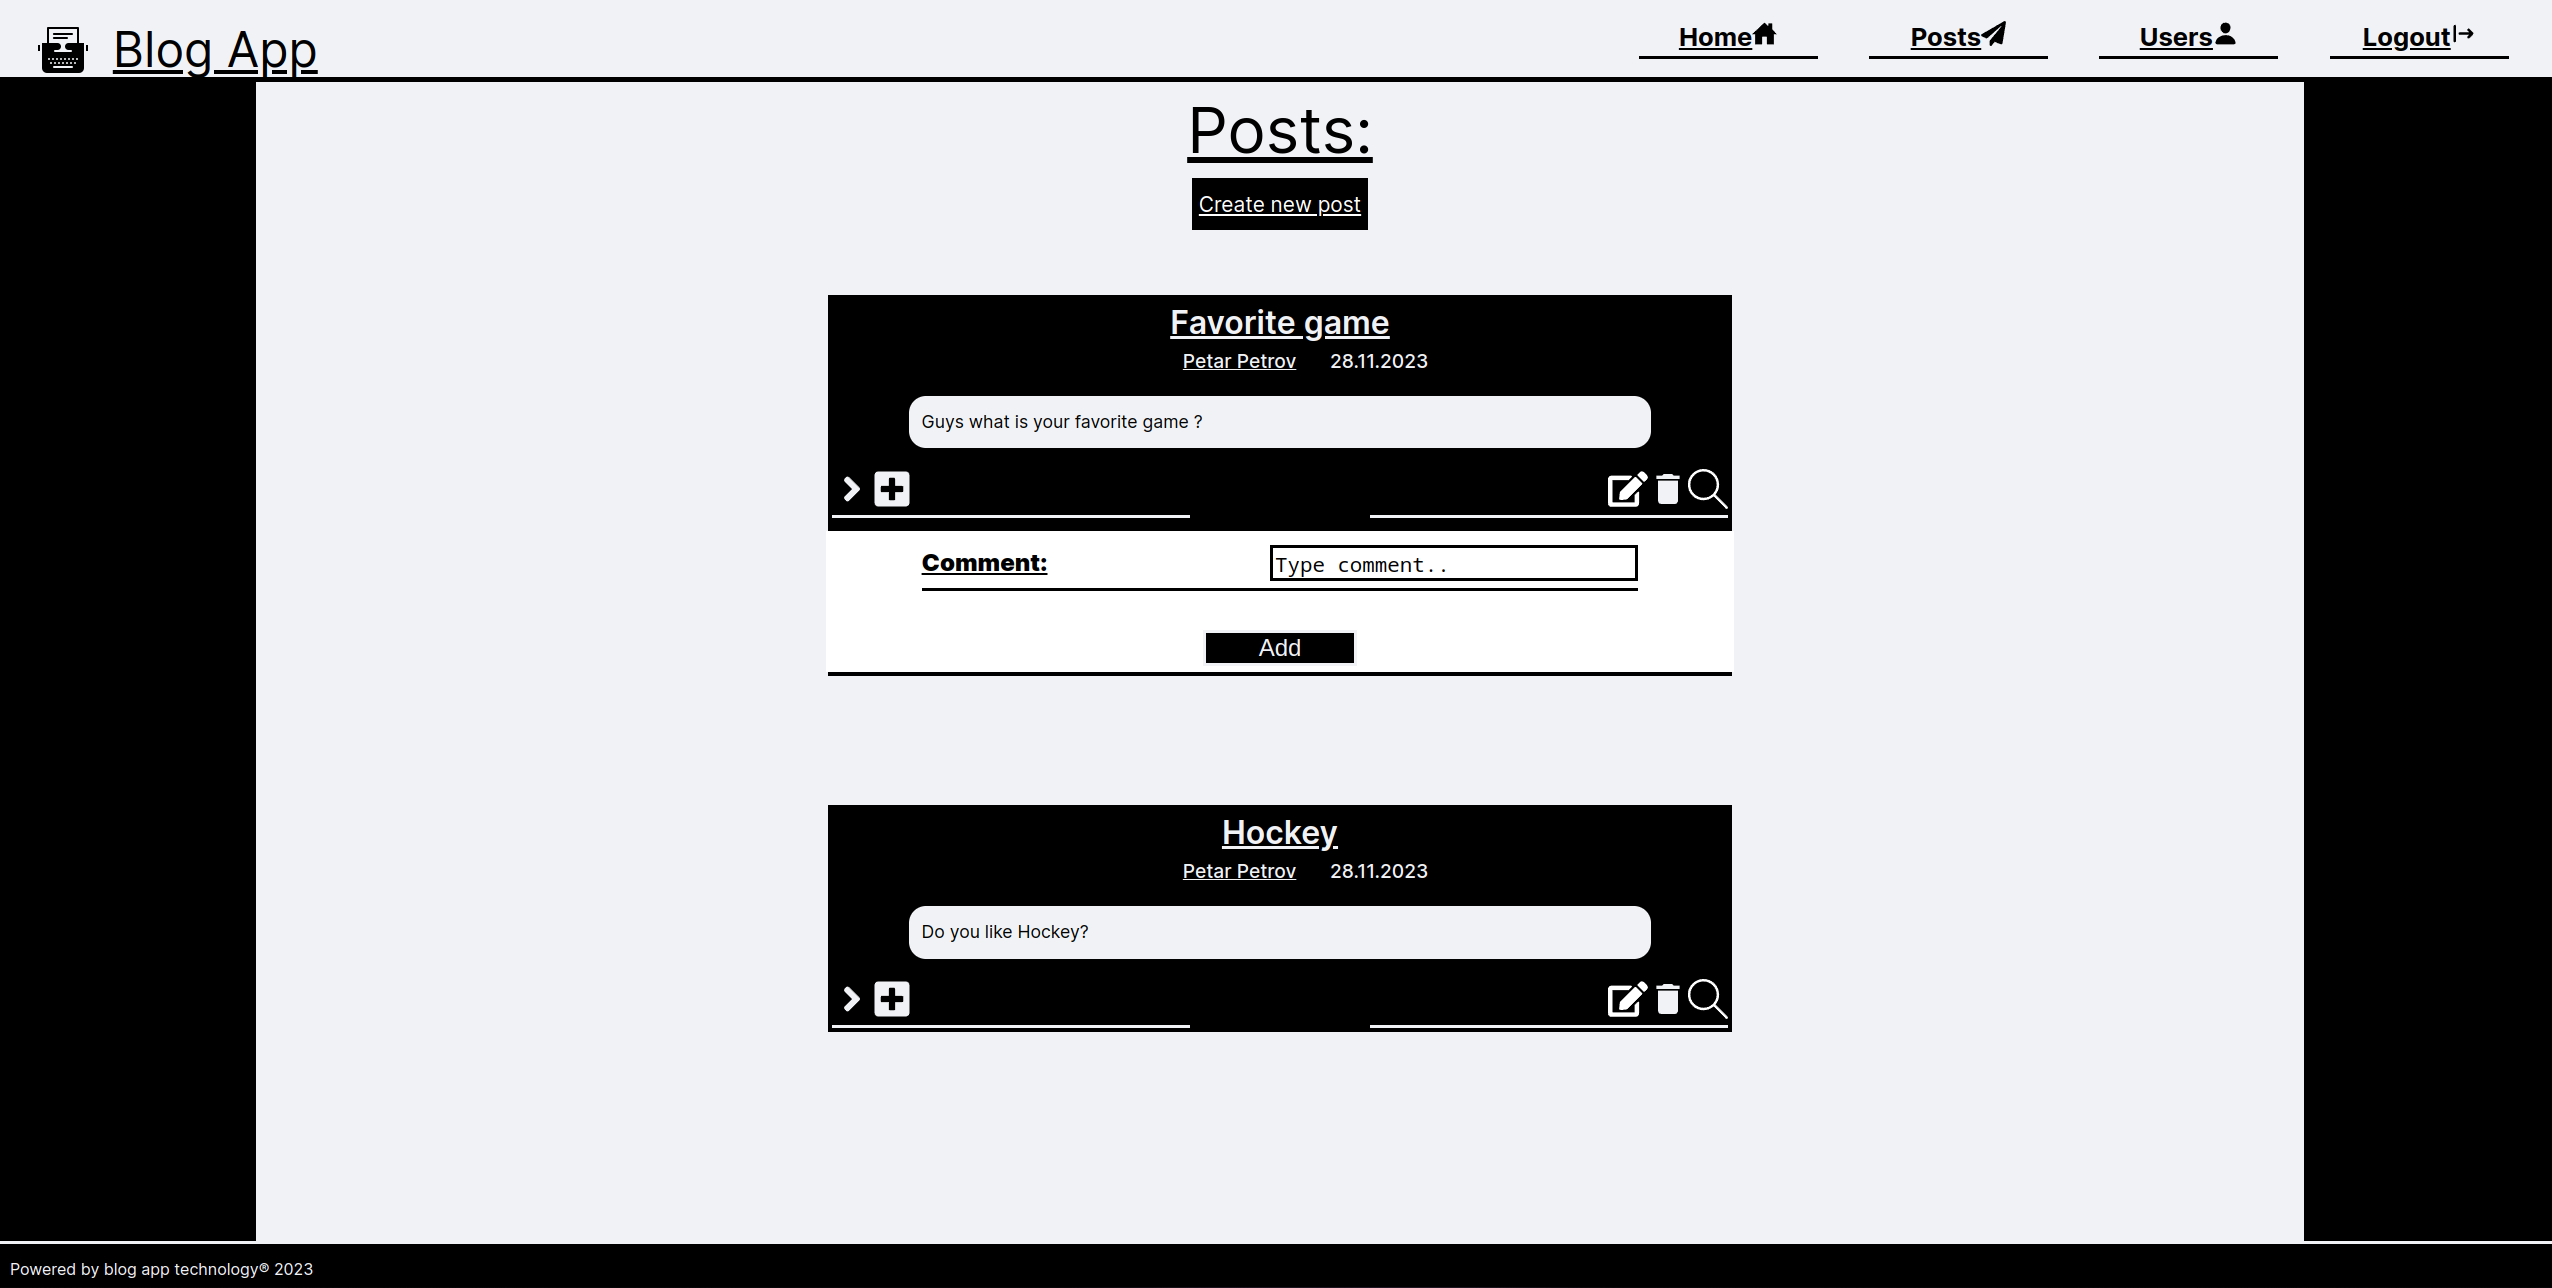 Blog App
Home Posts Users Logout
Posts:
Create new post
Favorite game
Petar Petrov 28.11.2023
Guys what is your favorite game ?
Comment: Type comment..
Add
Hockey
Petar Petrov 28.11.2023
Do you like Hockey?
Powered by blog app technology® 2023